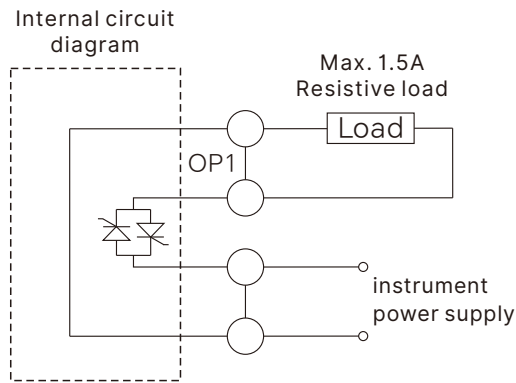 Internal circuit
diagram
Max. 1.5A
Resistive load
Load
OP1
instrument
power supply